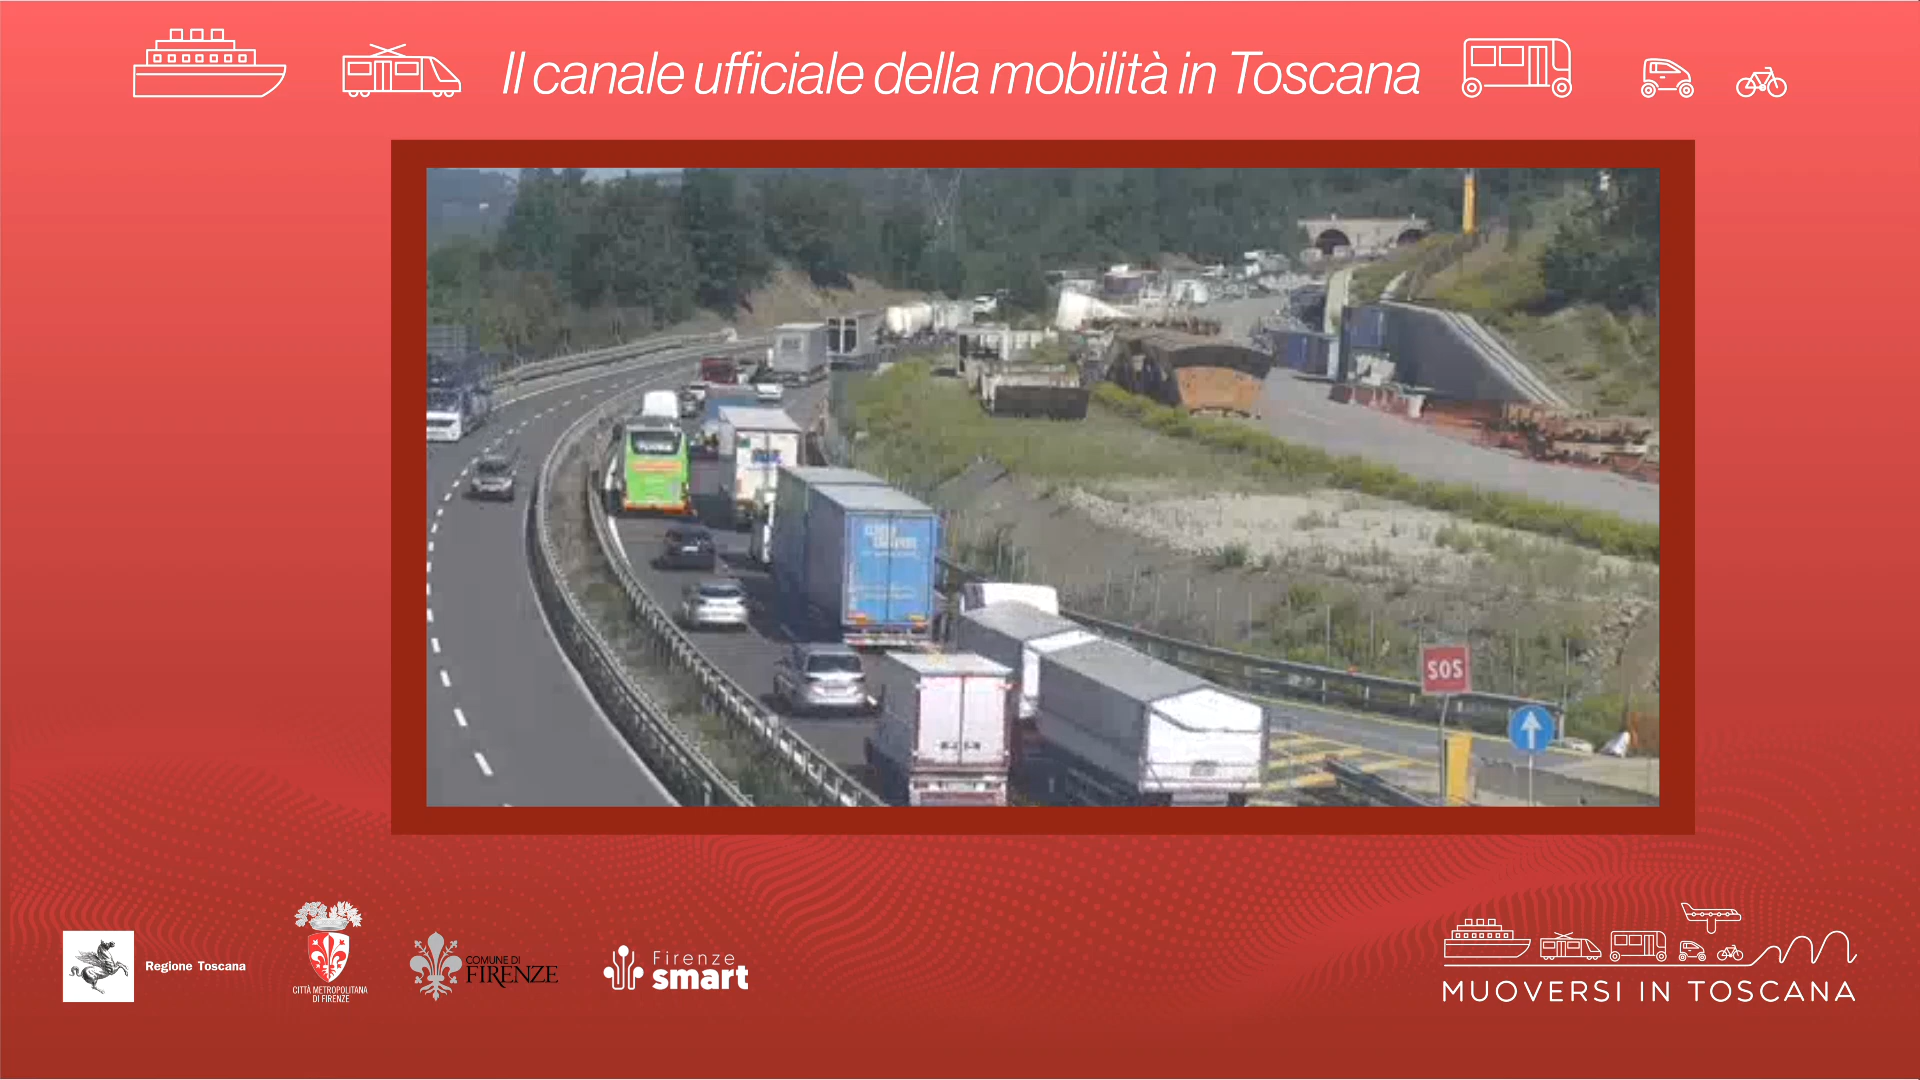 Il canale ufficiale della mobilità in Toscana
SOS
Regione Toscana
CITTÀ METROPOLITANA
DI FIRENZE
COMUNE DI
FIRENZE
Firenze
smart
MUOVERSI IN TOSCANA